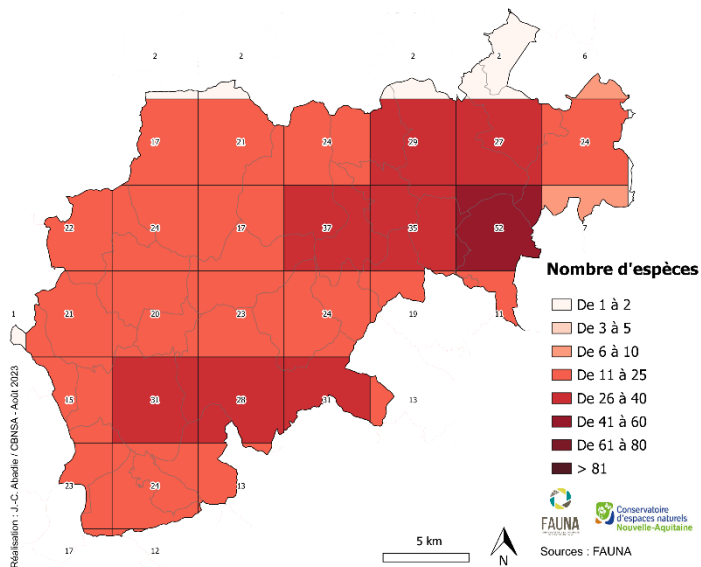 2 2 2 2 6
17 21 24 29 27 24
22 24 17 37 35 52 7
1 21 20 23 24 19 11
15 31 28 31 13
23 24 13
17 12
Nombre d'espèces
De 1 à 2
De 3 à 5
De 6 à 10
De 11 à 25
De 26 à 40
De 41 à 60
De 61 à 80
> 81
Réalisation : J.-C. Abadie / CBNSA - Août 2023
5 km
N
FAUNA
Conservatoire
d'espaces naturels
Nouvelle-Aquitaine
Sources : FAUNA